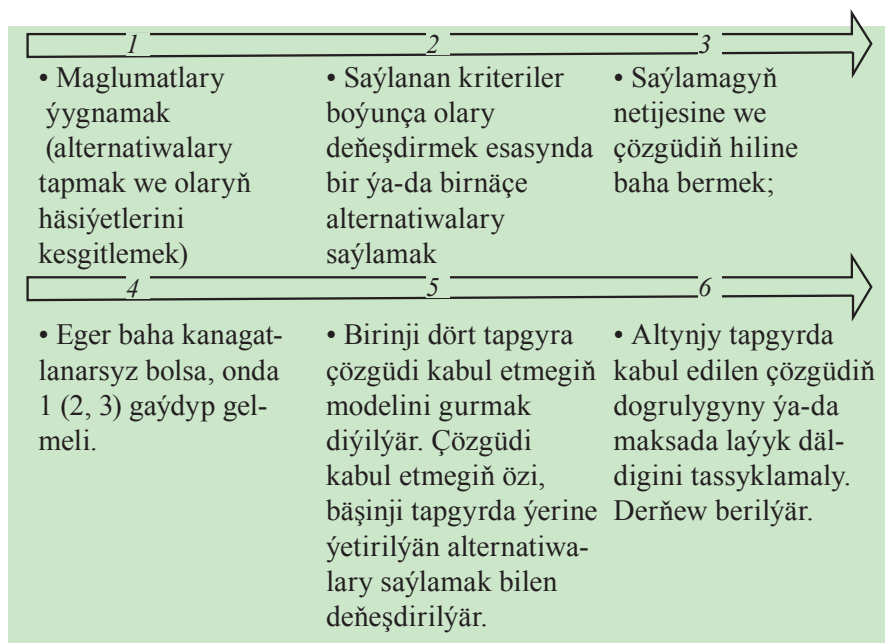 1
2
3
• Maglumatlary
ýygnamak
(alternatiwalary
tapmak we olaryň
häsiýetlerini
kesgitlemek)
• Saýlanan kriteriler
boýunça olary
deňeşdirmek esasynda
bir ýa-da birnäçe
alternatiwalary
saýlamak
• Saýlamagyň
netijesine we
çözgüdiň hiline
baha bermek;
4
5
6
• Eger baha kanagat-
lanarsyz bolsa, onda
1 (2, 3) gaýdyp gel-
meli.
• Birinji dört tapgyra
çözgüdi kabul etmegiň
modelini gurmak
diýilýär. Çözgüdi
kabul etmegiň özi,
bäşinji tapgyrda ýerine
ýetirilýän alternatiwa-
lary saýlamak bilen
deňeşdirilýär.
• Altynjy tapgyrda
kabul edilen çözgüdiň
dogrulygyny ýa-da
maksada laýyk däl-
digini tassyklamaly.
Derňew berilýär.